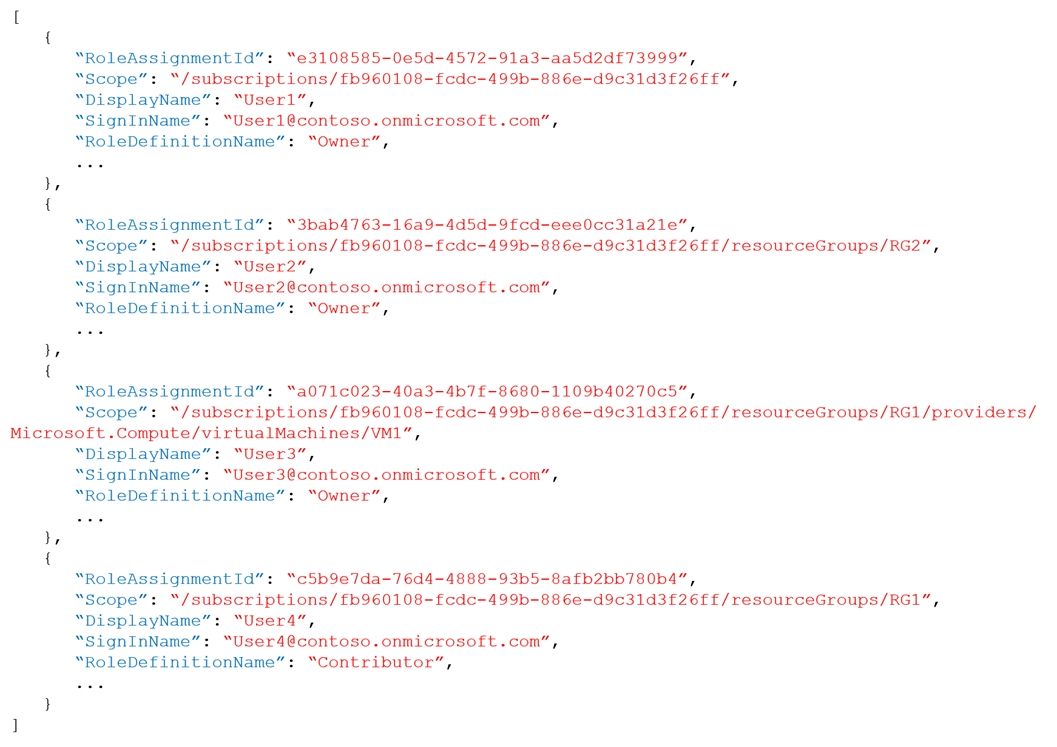 [
{
“RoleAssignmentId”: “e3108585-0e5d-4572-91a3-aa5d2df73999”,
“Scope”: “/subscriptions/fb960108-fcdc-499b-886e-d9c31d3f26ff”,
“DisplayName”: “User1”,
“SignInName”: “User1@contoso.onmicrosoft.com”,
“RoleDefinitionName”: “Owner”,
...
},
{
“RoleAssignmentId”: “3bab4763-16a9-4d5d-9fcd-eee0cc31a21e”,
“Scope”: “/subscriptions/fb960108-fcdc-499b-886e-d9c31d3f26ff/resourceGroups/RG2”,
“DisplayName”: “User2”,
“SignInName”: “User2@contoso.onmicrosoft.com”,
“RoleDefinitionName”: “Owner”,
...
},
{
“RoleAssignmentId”: “a071c023-40a3-4b7f-8680-1109b40270c5”,
“Scope”: “/subscriptions/fb960108-fcdc-499b-886e-d9c31d3f26ff/resourceGroups/RG1/providers/
Microsoft.Compute/virtualMachines/VM1”,
“DisplayName”: “User3”,
“SignInName”: “User3@contoso.onmicrosoft.com”,
“RoleDefinitionName”: “Owner”,
...
},
{
“RoleAssignmentId”: “c5b9e7da-76d4-4888-93b5-8afb2bb780b4”,
“Scope”: “/subscriptions/fb960108-fcdc-499b-886e-d9c31d3f26ff/resourceGroups/RG1”,
“DisplayName”: “User4”,
“SignInName”: “User4@contoso.onmicrosoft.com”,
“RoleDefinitionName”: “Contributor”,
...
}
]